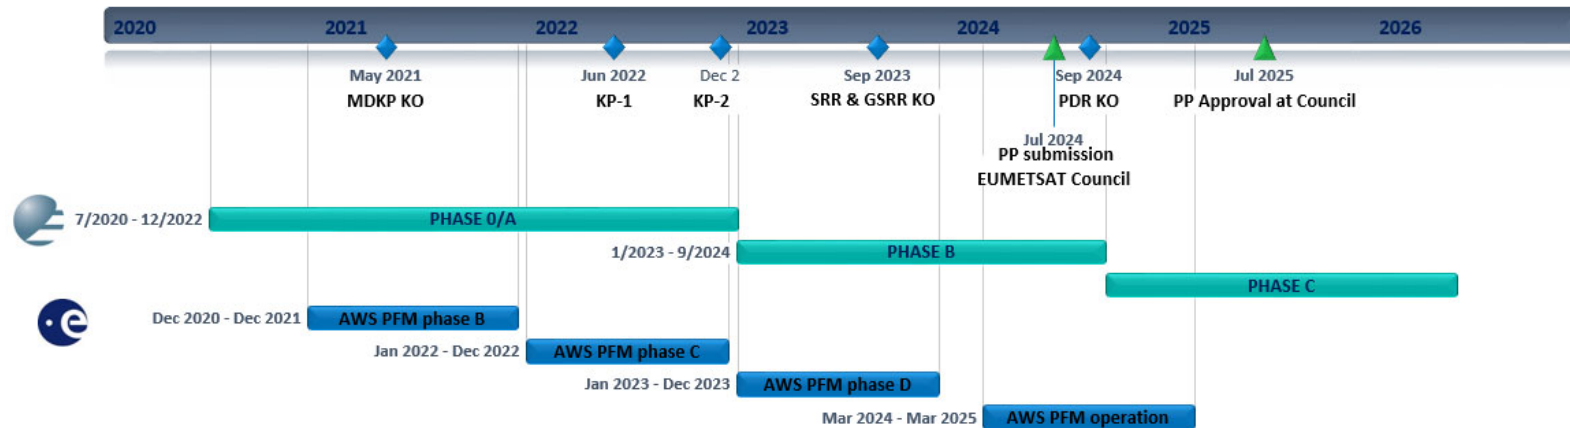 2020 2021 2022 2023 2024 2025 2026
May 2021 Jun 2022 Dec 2 Sep 2023 Sep 2024 Jul 2025
MDKP KO KP-1 KP-2 SRR & GSRR KO PDR KO PP Approval at Council
Jul 2024
PP submission
EUMETSAT Council
7/2020 - 12/2022 PHASE 0/A
1/2023 - 9/2024 PHASE B
PHASE C
Dec 2020 - Dec 2021 AWS PFM phase B
Jan 2022 - Dec 2022 AWS PFM phase C
Jan 2023 - Dec 2023 AWS PFM phase D
Mar 2024 - Mar 2025 AWS PFM operation